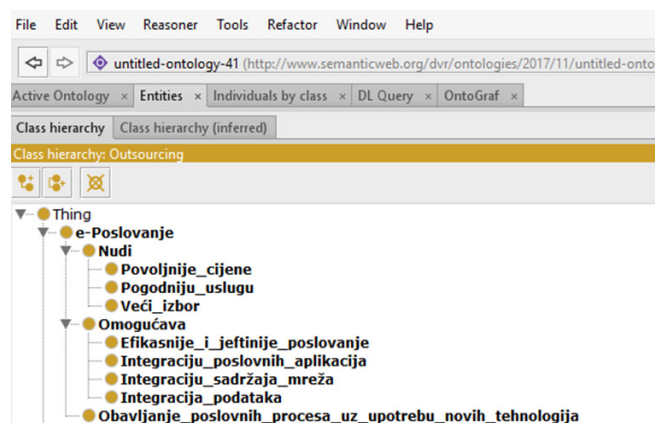 File Edit View Reasoner Tools Refactor Window Help
untitled-ontology-41 (http://www.semanticweb.org/dvr/ontologies/2017/11/untitled-onto
Active Ontology × Entities × Individuals by class × DL Query × OntoGraf ×
Class hierarchy Class hierarchy (inferred)
Class hierarchy: Outsourcing
Thing
e-Poslovanje
Nudi
Povoljnije_cijene
Pogodniju_uslugu
Veći_izbor
Omogućava
Efikasnije_i_jeftinije_poslovanje
Integraciju_poslovnih_aplikacija
Integraciju_sadržaja_mreža
Integracija_podataka
Obavljanje_poslovnih_procesa_uz_upotrebu_novih_tehnologija